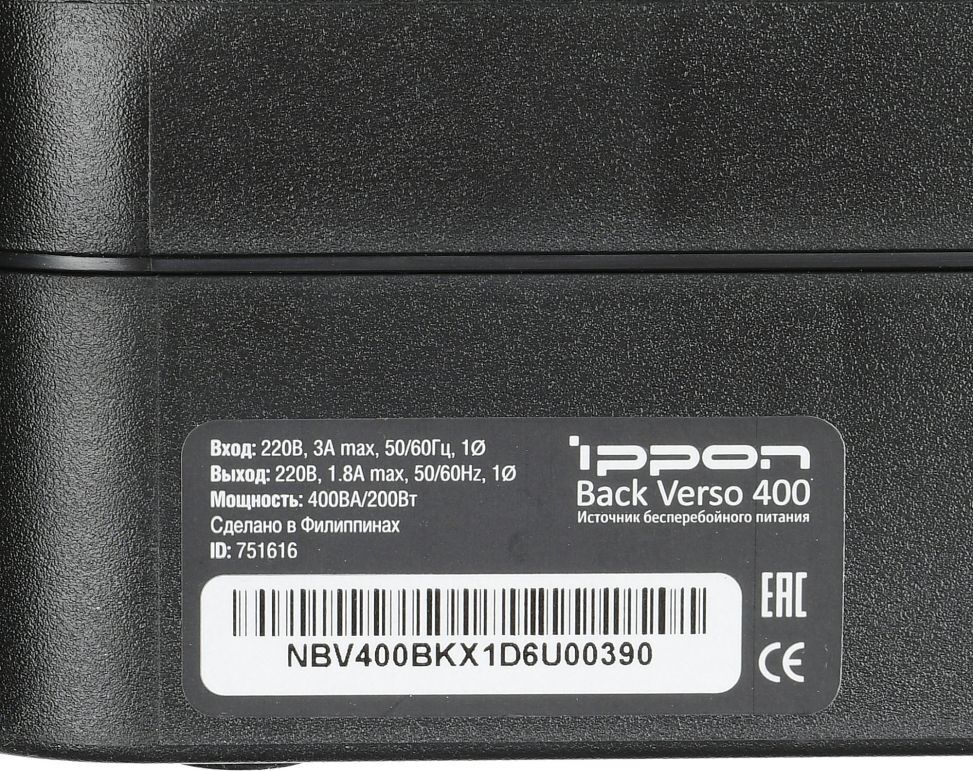 Вход: 220В, 3А max, 50/60Гц, 1Ø
Выход: 220В, 1.8А max, 50/60Hz, 1Ø
Мощность: 400ВА/200Вт
Сделано в Филиппинах
ID: 751616
ippon
Back Verso 400
Источник бесперебойного питания
NBV400BKX1D6U00390
EAC
CE